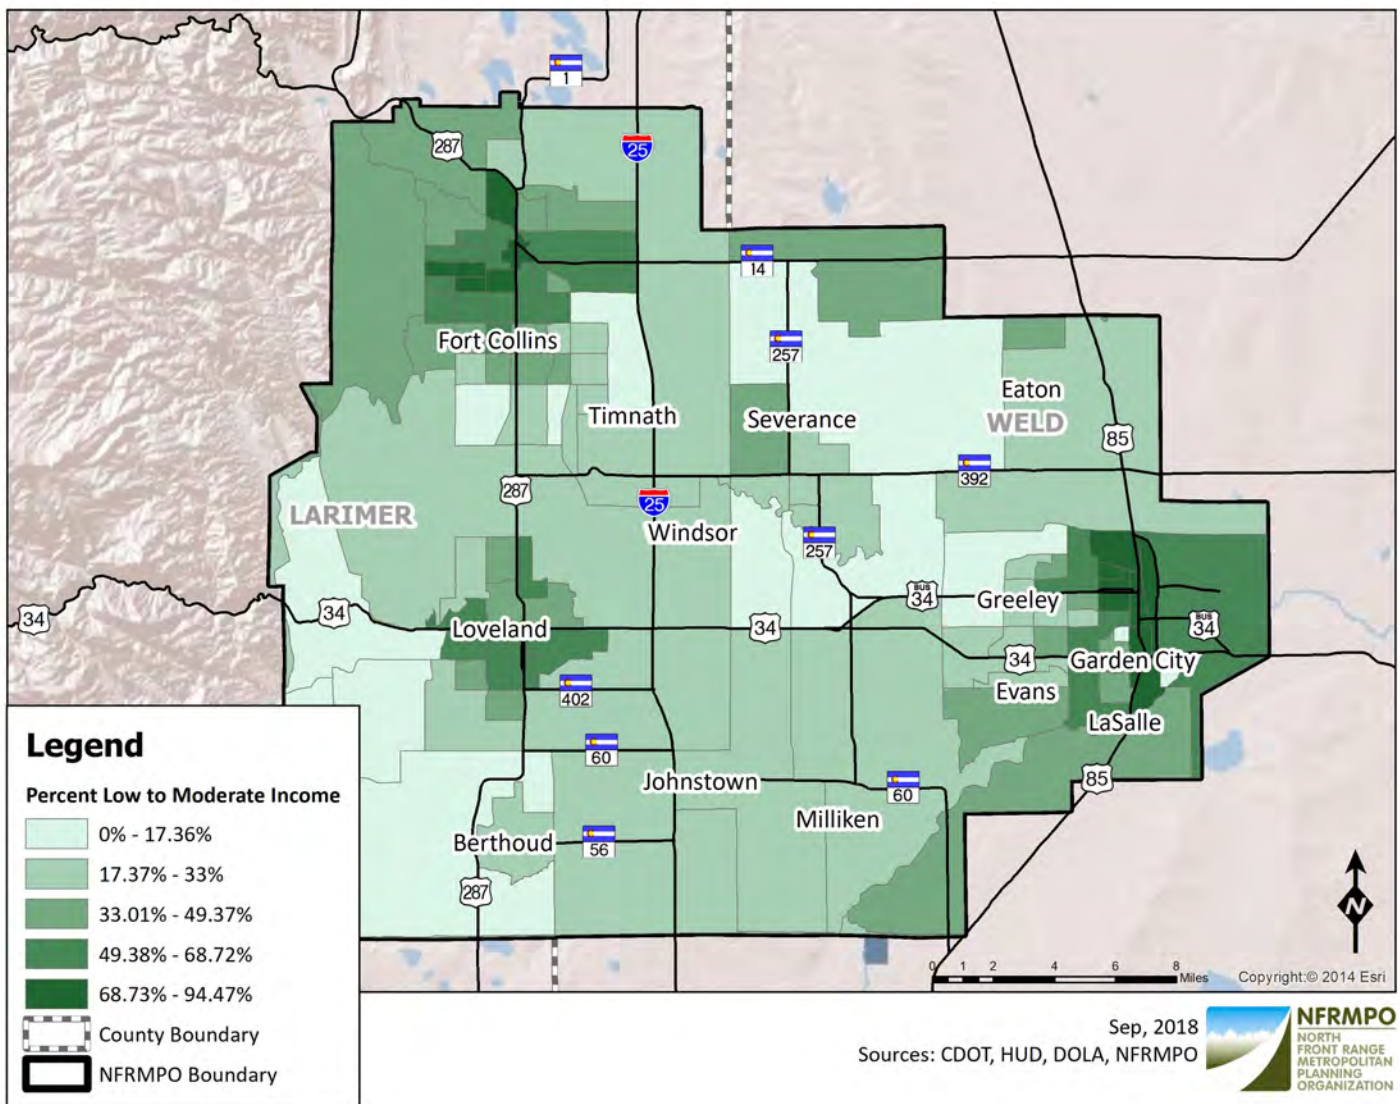 1
287
25
14
Fort Collins
257
Eaton
Timnath
Severance
WELD
85
392
287
25
LARIMER
Windsor
257
BUS
34
34
34
Loveland
34
Greeley
BUS
34
34
Garden City
Evans
402
LaSalle
60
Johnstown
85
60
Milliken
Berthoud
56
287
N
Legend
Percent Low to Moderate Income
0% - 17.36%
17.37% - 33%
33.01% - 49.37%
49.38% - 68.72%
68.73% - 94.47%
County Boundary
NFRMPO Boundary
0 1 2 4 6 8
Miles
Copyright:© 2014 Esri
Sep, 2018
Sources: CDOT, HUD, DOLA, NFRMPO
NFRMPO
NORTH
FRONT RANGE
METROPOLITAN
PLANNING
ORGANIZATION